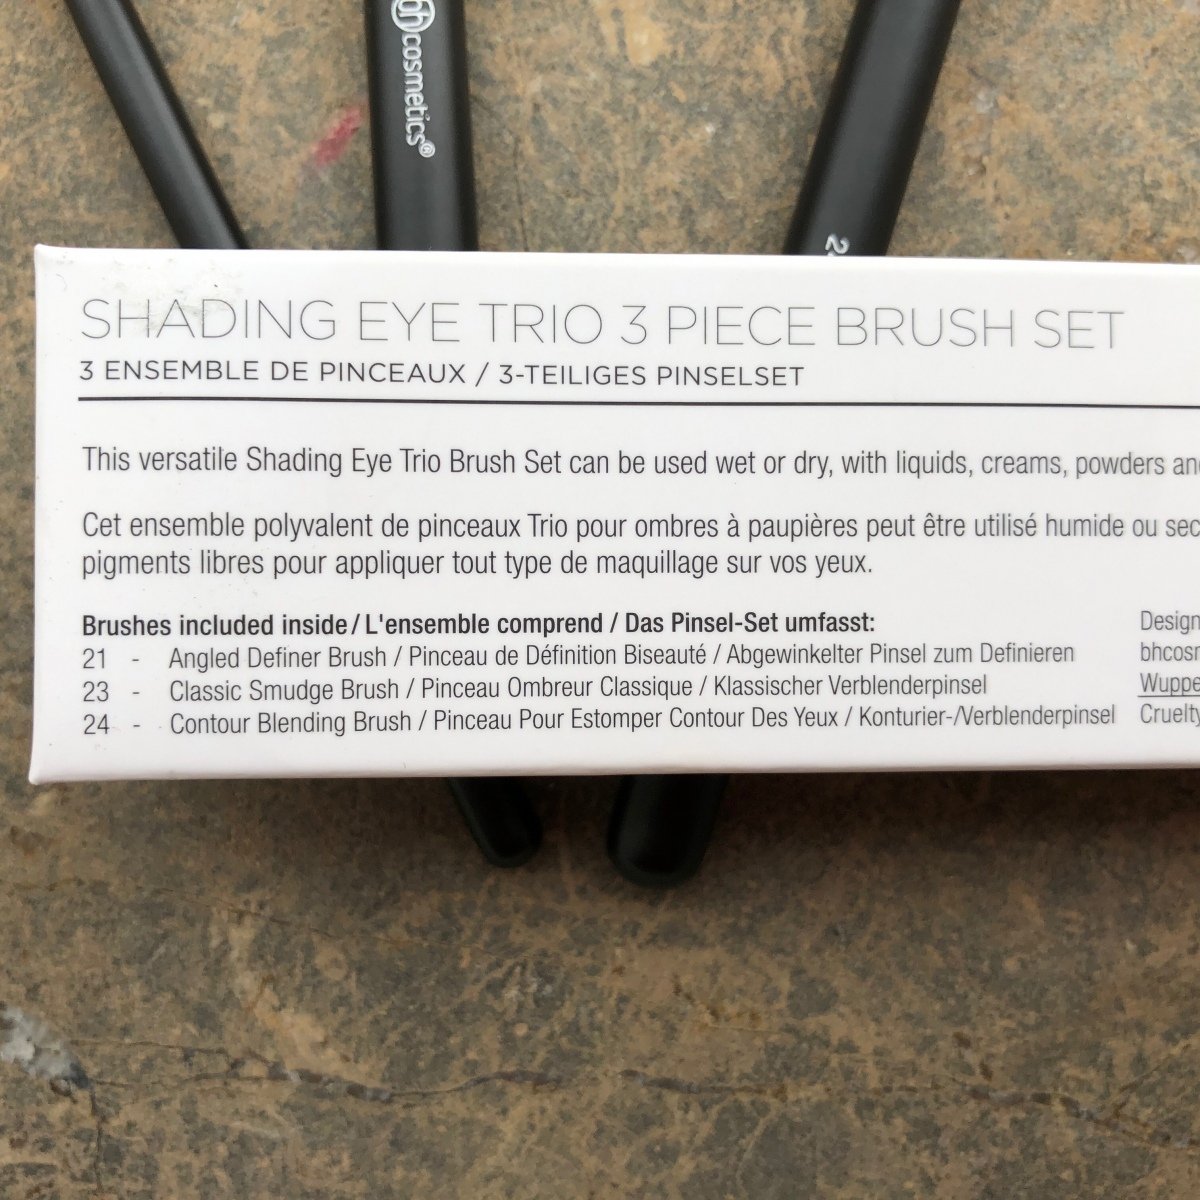 bh cosmetics®
SHADING EYE TRIO 3 PIECE BRUSH SET
3 ENSEMBLE DE PINCEAUX / 3-TEILIGES PINSELSET
This versatile Shading Eye Trio Brush Set can be used wet or dry, with liquids, creams, powders
Cet ensemble polyvalent de pinceaux Trio pour ombres à paupières peut être utilisé humide ou sec
pigments libres pour appliquer tout type de maquillage sur vos yeux.
Brushes included inside / L'ensemble comprend / Das Pinsel-Set umfasst:
21 - Angled Definer Brush / Pinceau de Définition Biseauté / Abgewinkelter Pinsel zum Definieren
23 - Classic Smudge Brush / Pinceau Ombreur Classique / Klassischer Verblenderpinsel
24 - Contour Blending Brush / Pinceau Pour Estomper Contour Des Yeux / Konturier-/Verblenderpinsel